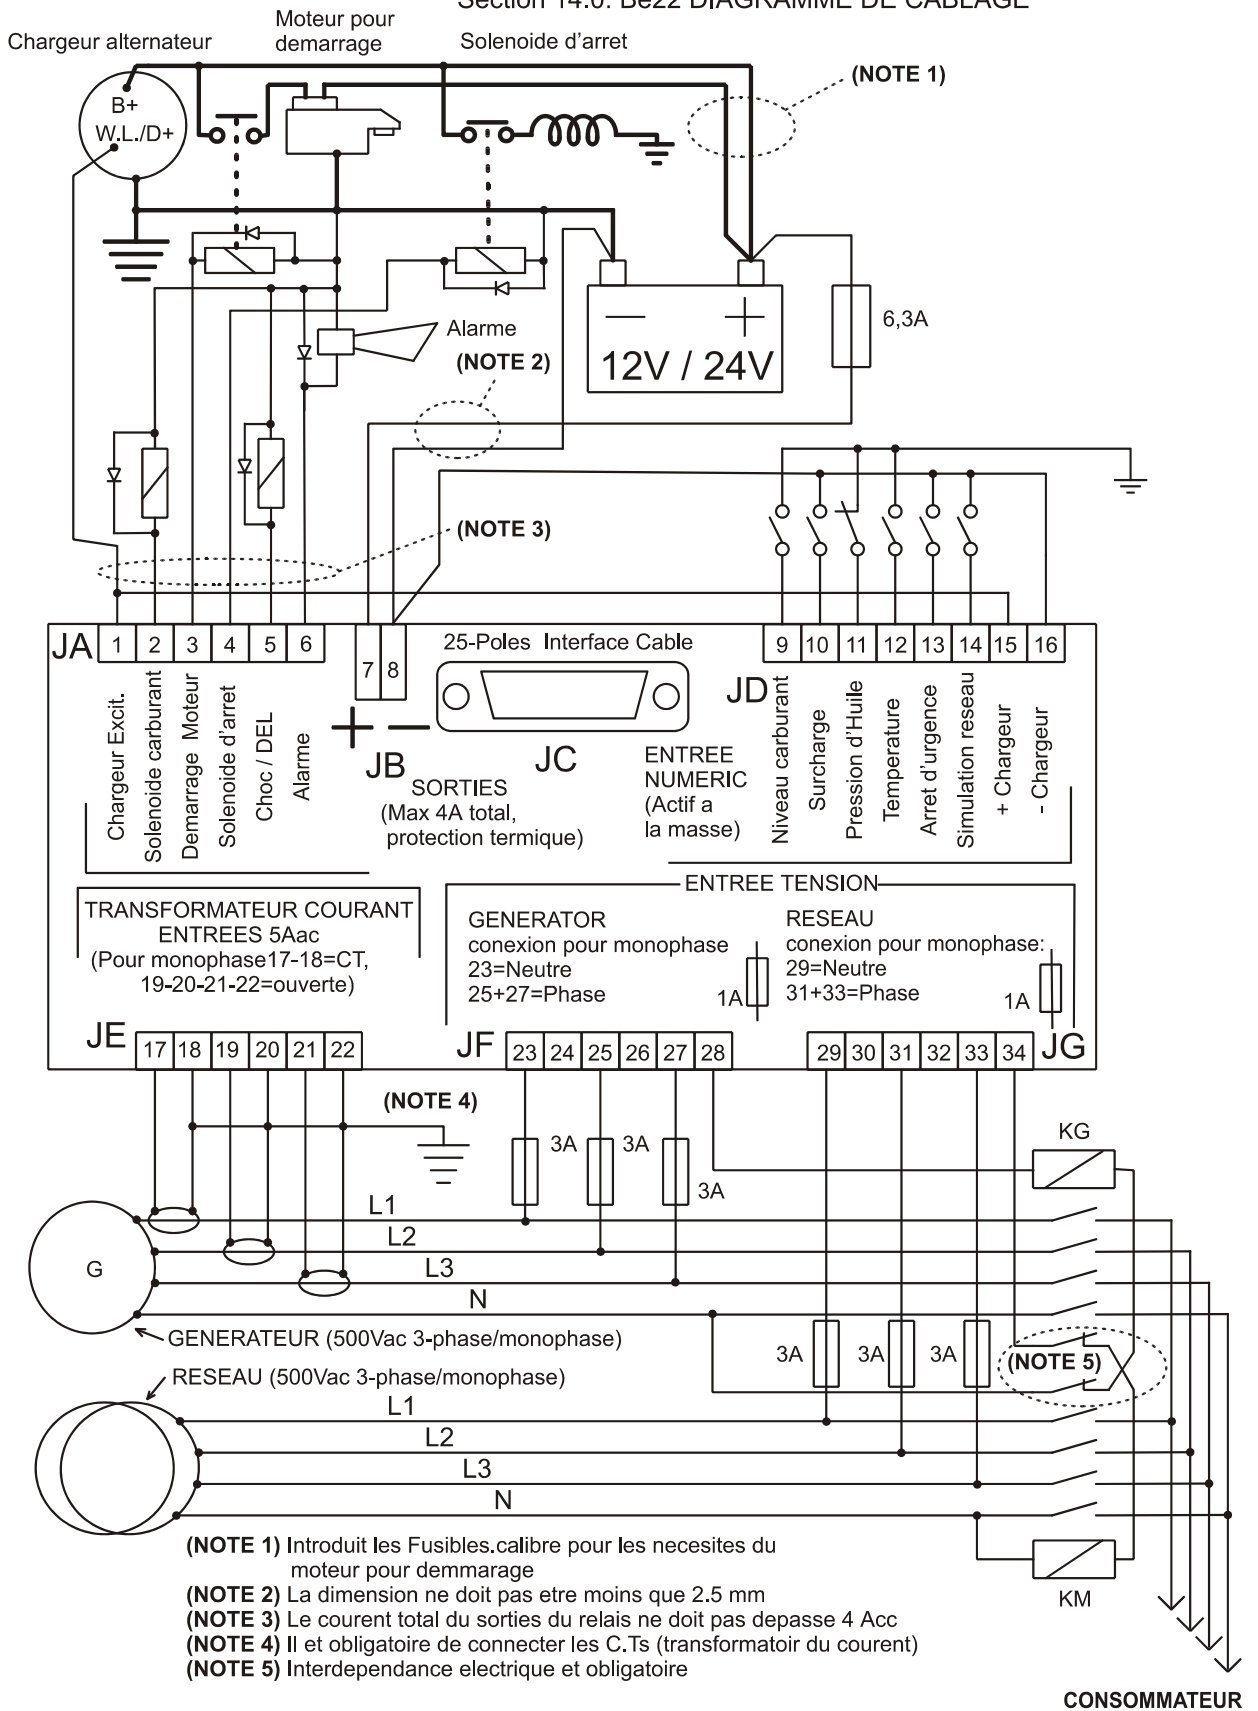 Section 14.0: Be22 DIAGRAMME DE CABLAGE
Moteur pour
demarrage
Chargeur alternateur
Solenoide d'arret
(NOTE 1)
B+
W.L./D+
6,3A
Alarme
(NOTE 2)
12V / 24V
(NOTE 3)
JA
1 2 3 4 5 6
7 8
25-Poles Interface Cable
9 10 11 12 13 14 15 16
JD
JB
JC
Chargeur Excit.
Solenoide carburant
Demarrage Moteur
Solenoide d'arret
Choc / DEL
Alarme
SORTIES
(Max 4A total,
protection termique)
ENTREE
NUMERIC
(Actif a
la masse)
Niveau carburant
Surcharge
Pression d'Huile
Temperature
Arret d'urgence
Simulation reseau
+ Chargeur
- Chargeur
TRANSFORMATEUR COURANT
ENTREES 5Aac
(Pour monophase17-18=CT,
19-20-21-22=ouverte)
ENTREE TENSION
GENERATOR
conexion pour monophase
23=Neutre
25+27=Phase
1A
RESEAU
conexion pour monophase:
29=Neutre
31+33=Phase
1A
JE
17 18 19 20 21 22
JF
23 24 25 26 27 28
29 30 31 32 33 34
JG
(NOTE 4)
3A
3A
3A
KG
L1
L2
L3
N
G
GENERATEUR (500Vac 3-phase/monophase)
3A
3A
3A
(NOTE 5)
RESEAU (500Vac 3-phase/monophase)
L1
L2
L3
N
KM
(NOTE 1) Introduit les Fusibles.calibre pour les necesites du
moteur pour demmarage
(NOTE 2) La dimension ne doit pas etre moins que 2.5 mm
(NOTE 3) Le courent total du sorties du relais ne doit pas depasse 4 Acc
(NOTE 4) Il et obligatoire de connecter les C.Ts (transformatoir du courent)
(NOTE 5) Interdependance electrique et obligatoire
CONSOMMATEUR